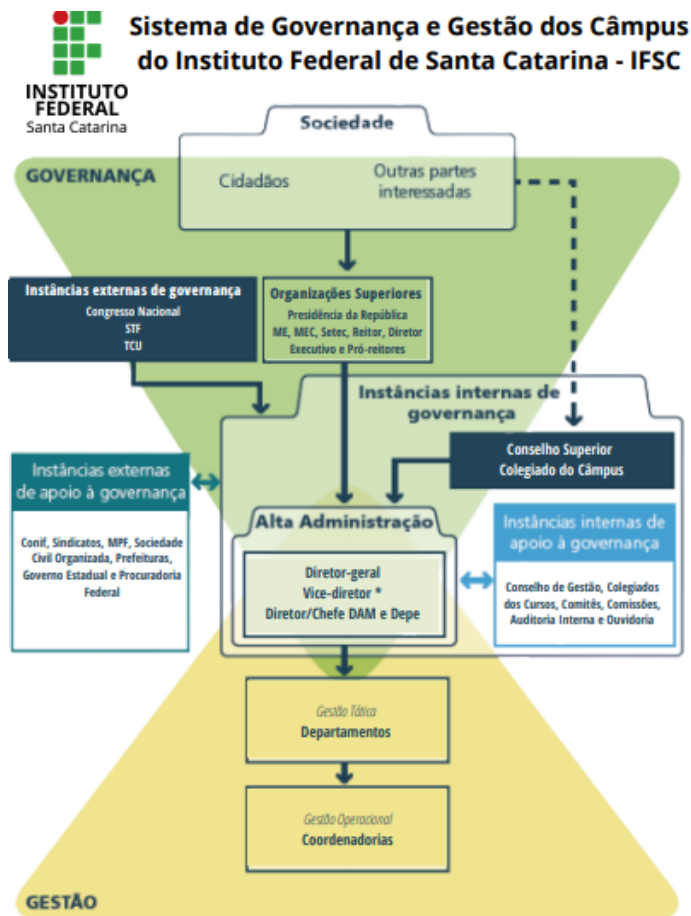 Sistema de Governança e Gestão dos Câmpus
do Instituto Federal de Santa Catarina - IFSC
INSTITUTO
FEDERAL
Santa Catarina
Sociedade
GOVERNANÇA
Cidadãos
Outras partes
interessadas
Instâncias externas de governança
Congresso Nacional
STF
TCU
Organizações Superiores
Presidência da República
ME, MEC, Setec, Reitor, Diretor
Executivo e Pró-reitores
Instâncias internas de
governança
Conselho Superior
Colegiado do Câmpus
Instâncias externas
de apoio à governança
Conif, Sindicatos, MPF, Sociedade
Civil Organizada, Prefeituras,
Governo Estadual e Procuradoria
Federal
Alta Administração
Diretor-geral
Vice-diretor *
Diretor/Chefe DAM e Depe
Instâncias internas de
apoio à governança
Conselho de Gestão, Colegiados
dos Cursos, Comitês, Comissões,
Auditoria Interna e Ouvidoria
Gestão Tática
Departamentos
Gestão Operacional
Coordenadorias
GESTÃO